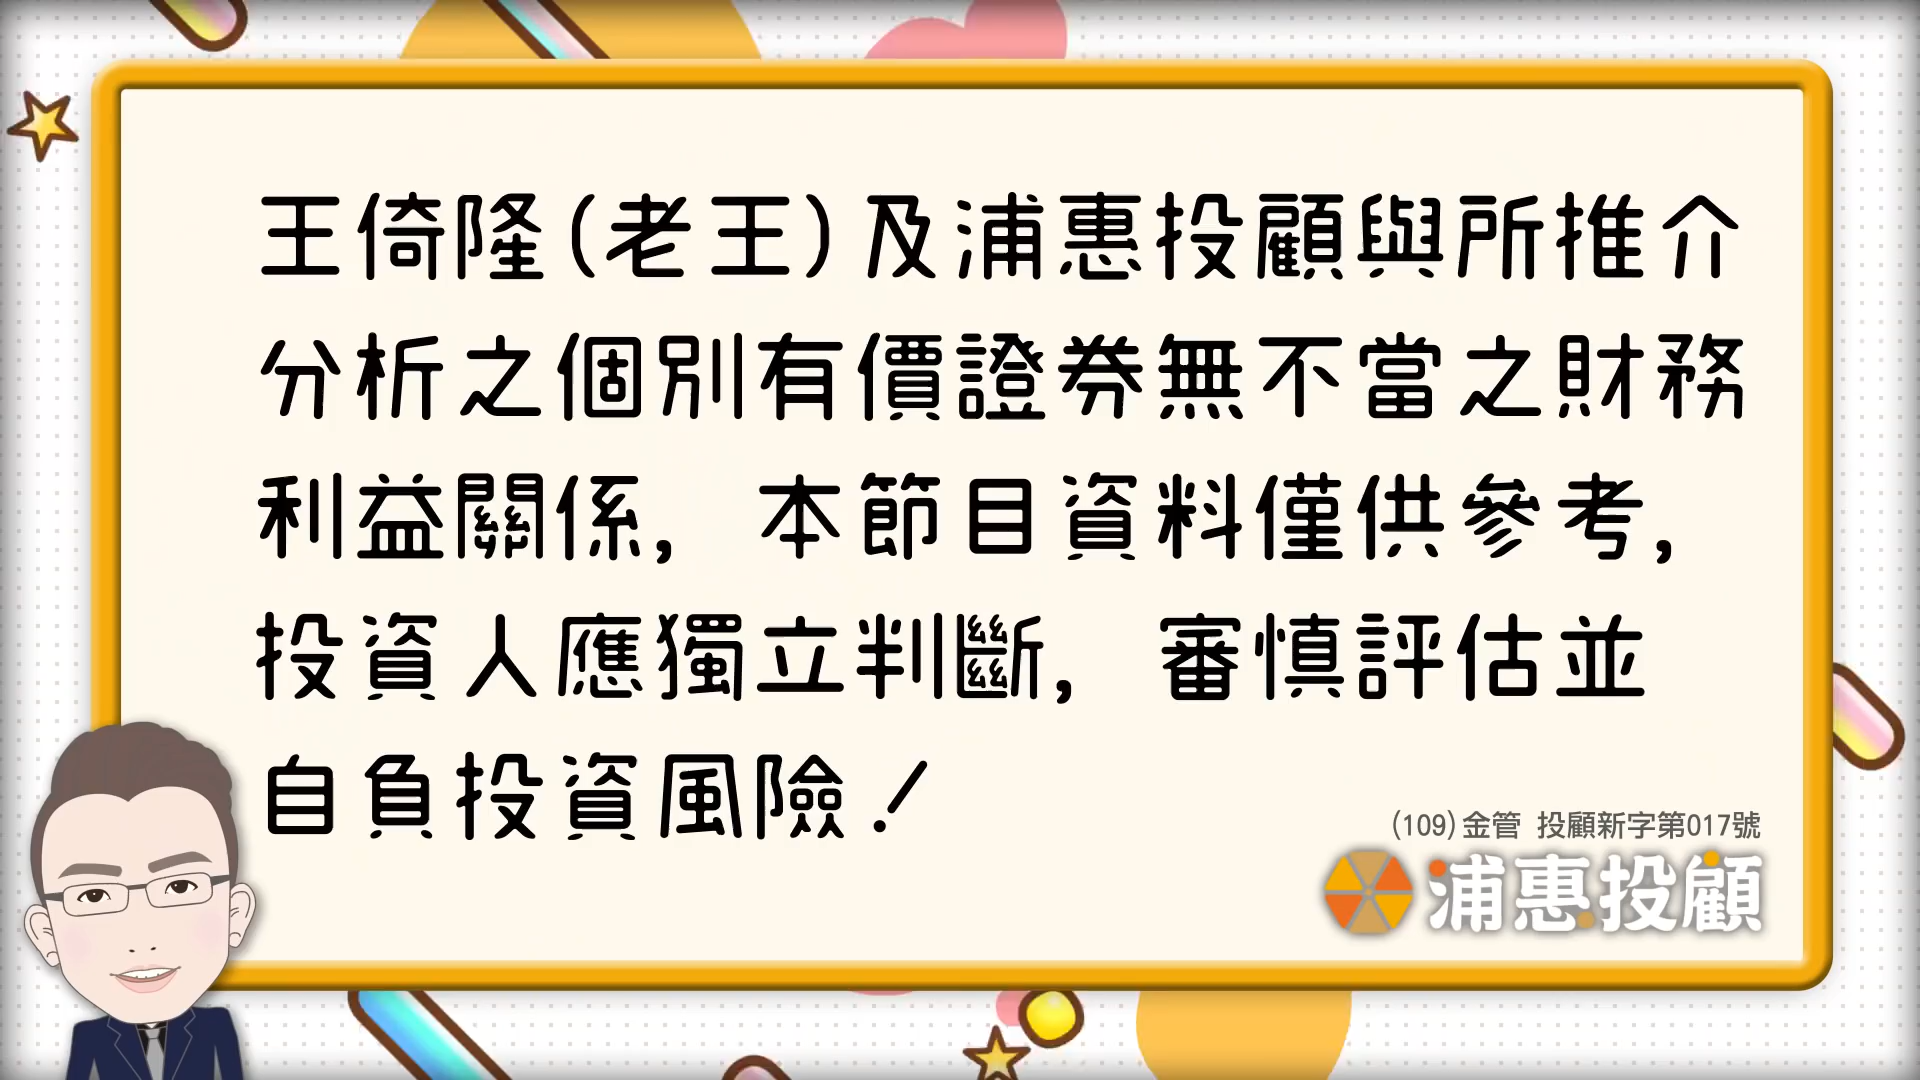 王倚隆(老王)及浦惠投顧與所推介
分析之個別有價證券無不當之財務
利益關係，本節目資料僅供參考，
投資人應獨立判斷，審慎評估並
自負投資風險！
(109)金管 投顧新字第017號
浦惠投顧